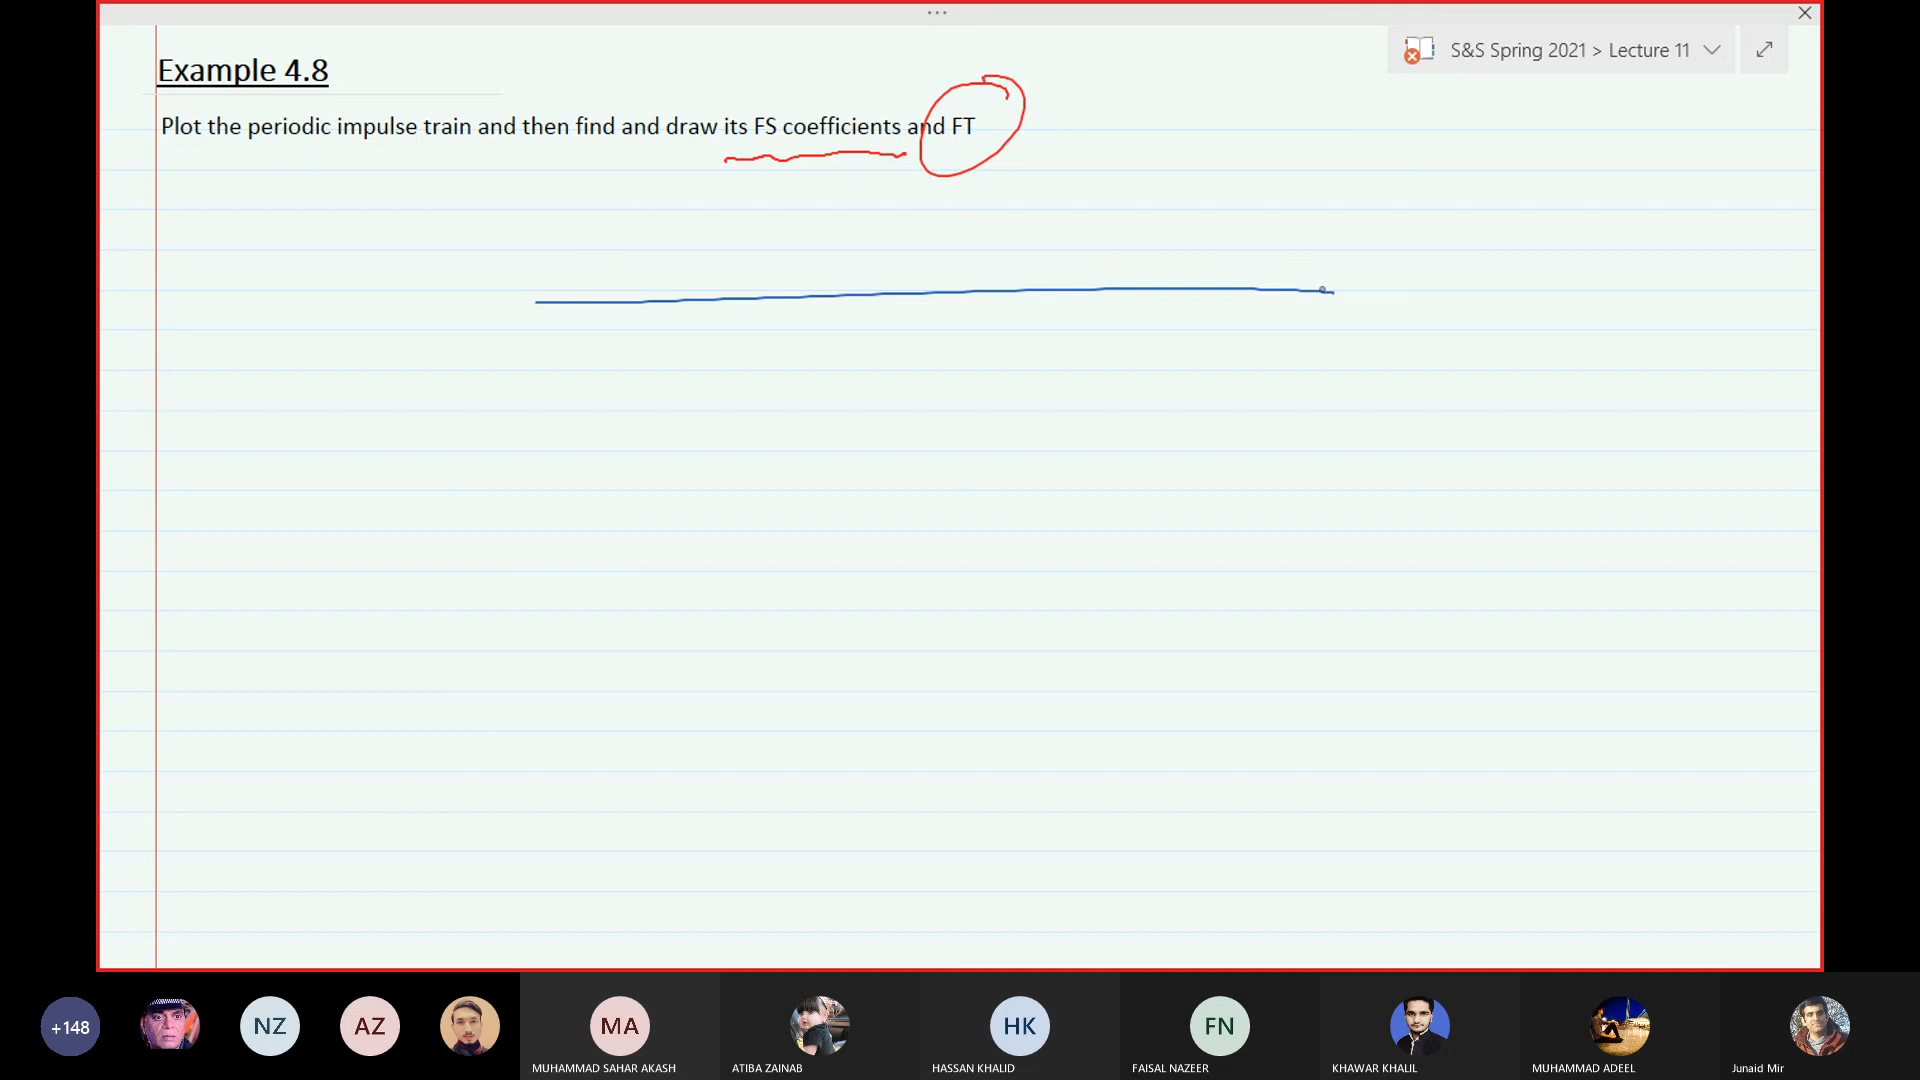 S&S Spring 2021 > Lecture 11
Example 4.8
Plot the periodic impulse train and then find and draw its FS coefficients and FT
+148
NZ
AZ
MA
HK
FN
MUHAMMAD SAHAR AKASH
ATIBA ZAINAB
HASSAN KHALID
FAISAL NAZEER
KHAWAR KHALIL
MUHAMMAD ADEEL
Junaid Mir